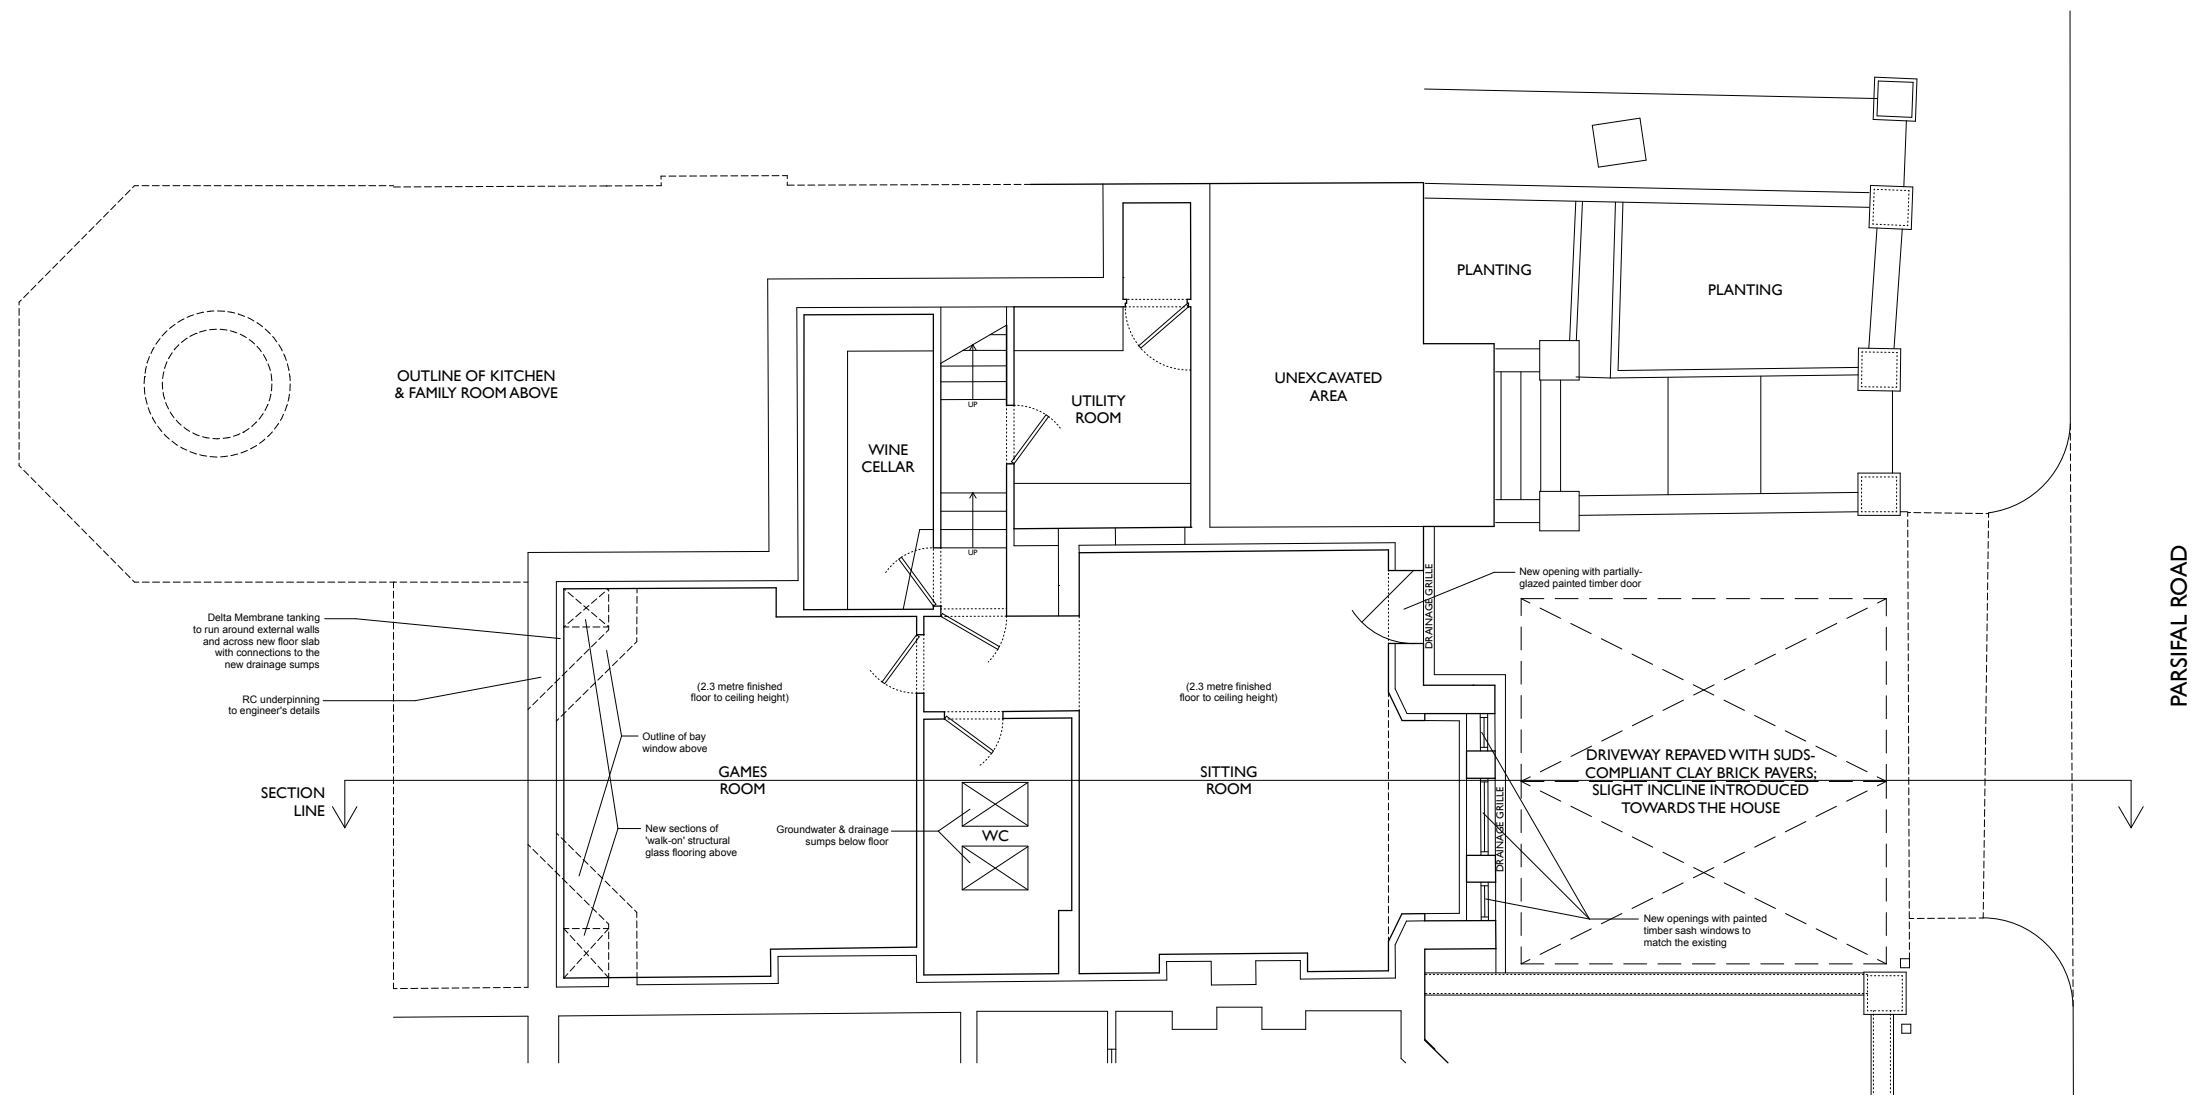 PLANTING
PLANTING
OUTLINE OF KITCHEN
& FAMILY ROOM ABOVE
UNEXCAVATED
AREA
UP
UTILITY
ROOM
WINE
CELLAR
UP
PARSIFAL ROAD
New opening with partially-
glazed painted timber door
DRAINAGE GRILLE
Delta Membrane tanking
to run around external walls
and across new floor slab
with connections to the
new drainage sumps
RC underpinning
to engineer's details
(2.3 metre finished
floor to ceiling height)
(2.3 metre finished
floor to ceiling height)
Outline of bay
window above
GAMES
ROOM
SITTING
ROOM
DRIVEWAY REPAVED WITH SUDS-
COMPLIANT CLAY BRICK PAVERS;
SLIGHT INCLINE INTRODUCED
TOWARDS THE HOUSE
SECTION
LINE
New sections of
'walk-on' structural
glass flooring above
Groundwater & drainage
sumps below floor
WC
DRAINAGE GRILLE
New openings with painted
timber sash windows to
match the existing